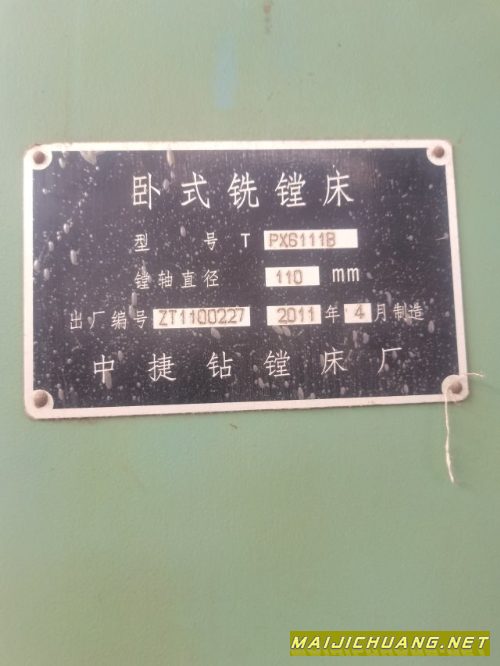 卧式铣镗床
型 号 T PX6111B
镗轴直径 110 mm
出厂编号 ZT1100227 2011 年 4 月制造
中捷钻镗床厂
MAIJICHUANG.NET